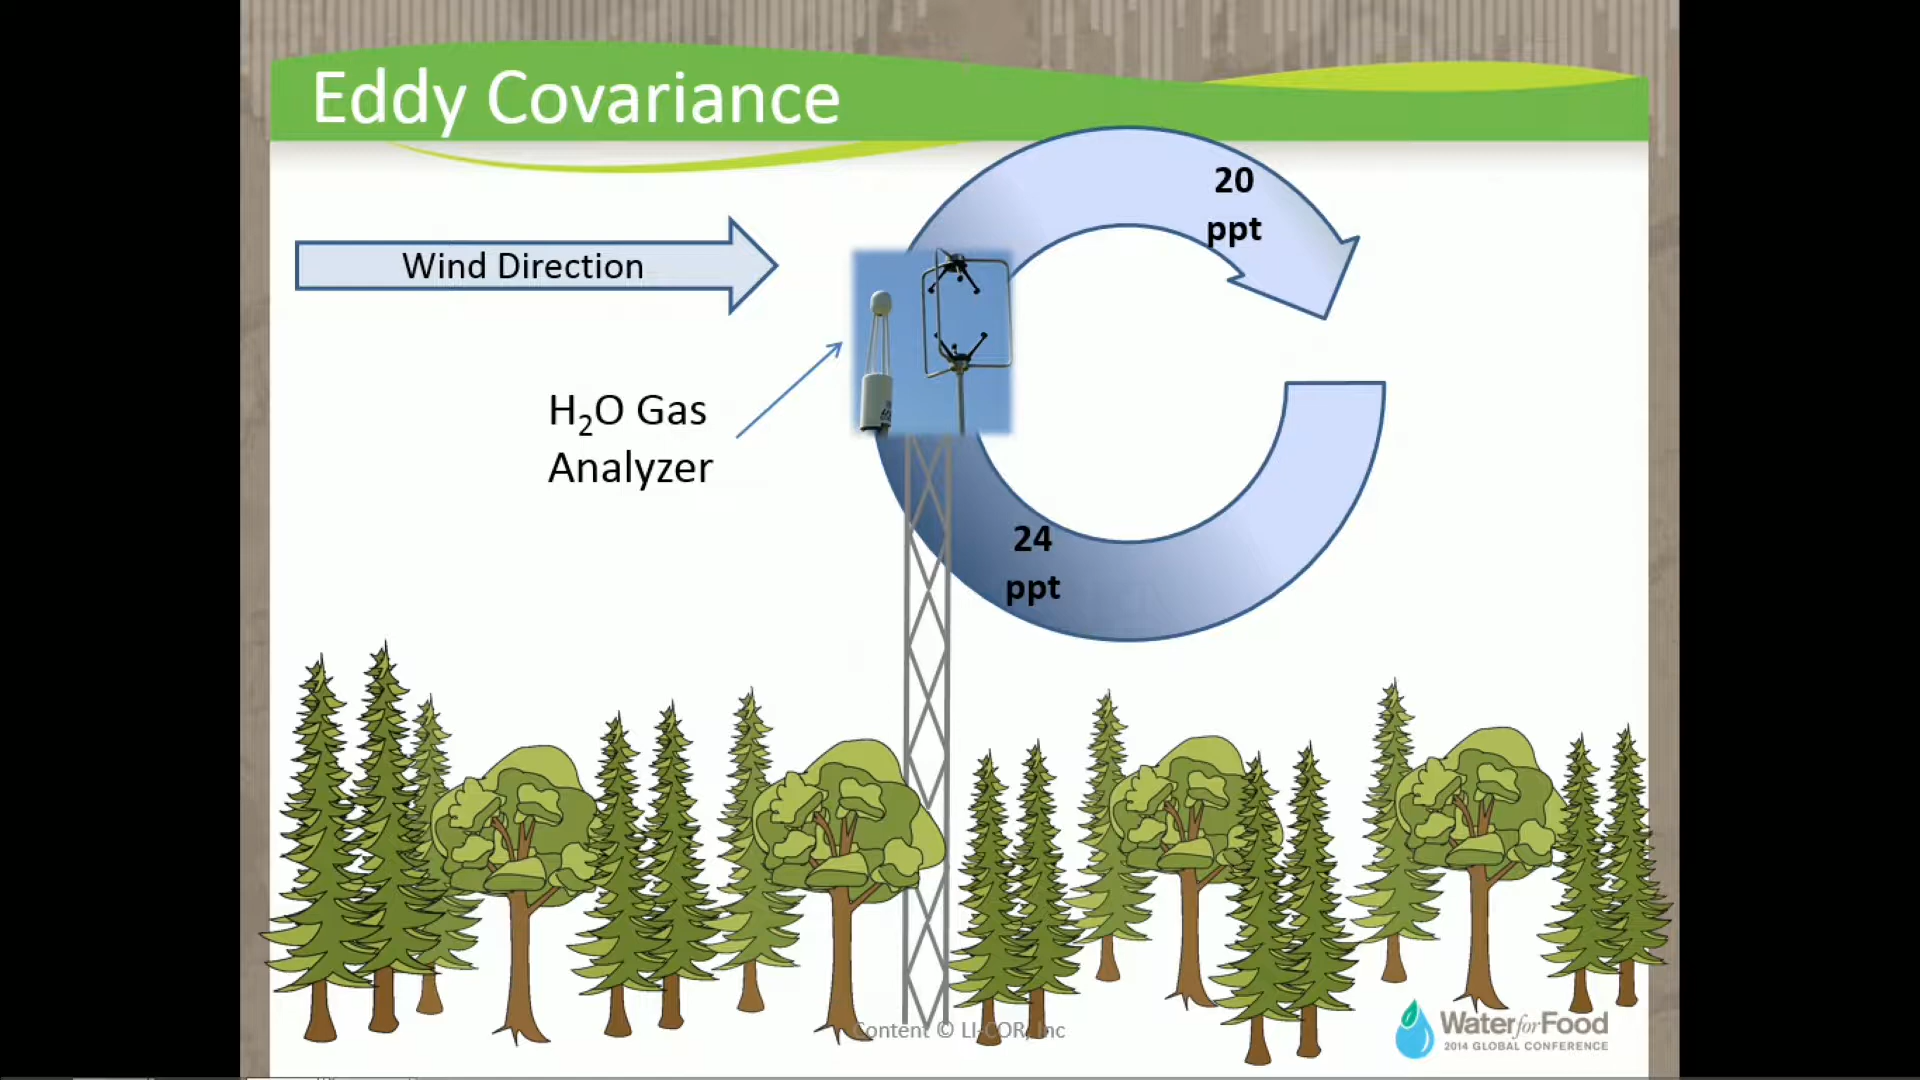 Eddy Covariance
20
ppt
Wind Direction
H₂O Gas
Analyzer
24
ppt
Content © LI-COR, Inc
Water for Food
2014 GLOBAL CONFERENCE